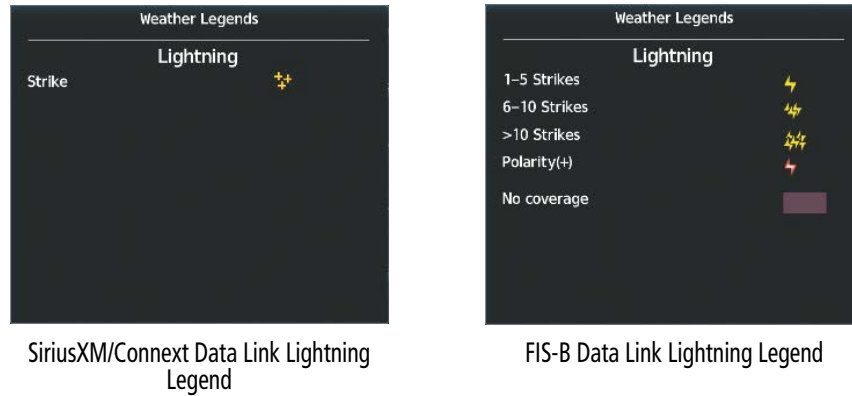 Weather Legends
Lightning
Strike
SiriusXM/Connext Data Link Lightning
Legend
Weather Legends
Lightning
1–5 Strikes
6–10 Strikes
>10 Strikes
Polarity(+)
No coverage
FIS-B Data Link Lightning Legend